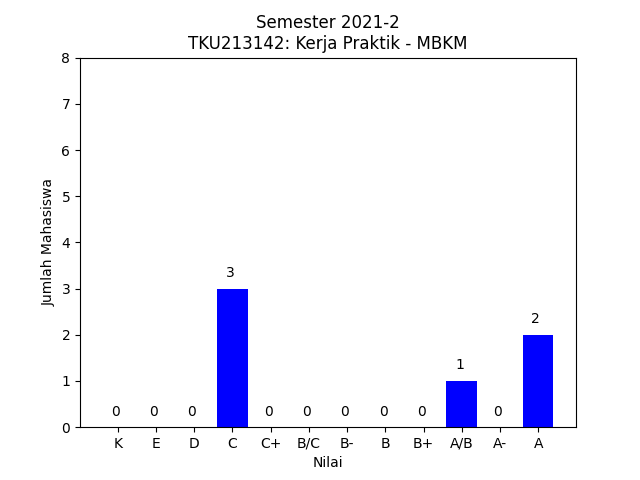 Semester 2021-2
TKU213142: Kerja Praktik - MBKM
8
7
6
5
4
3
2
1
0
Jumlah Mahasiswa
0 0 0 3 0 0 0 0 0 1 0 2
K E D C C+ B/C B- B B+ A/B A- A
Nilai